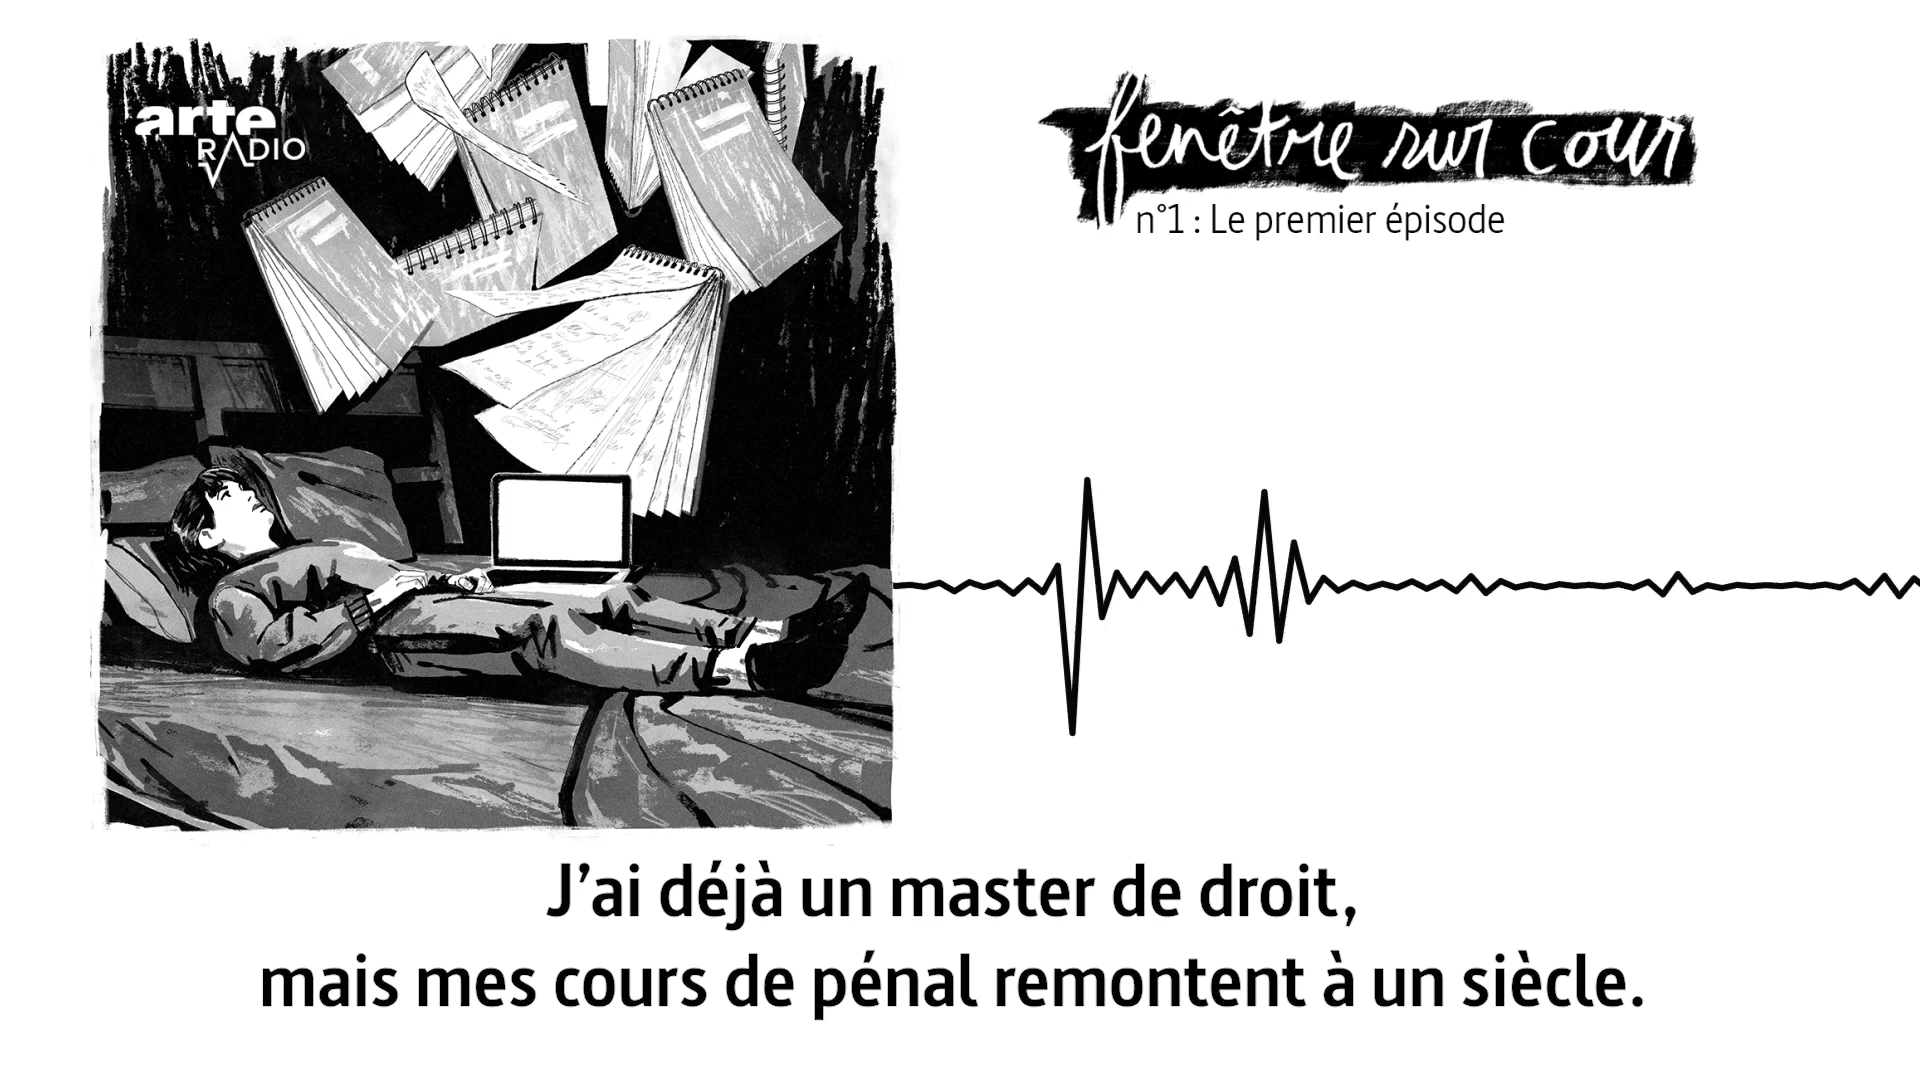 arte
RADIO
fenêtre sur cour
n°1 : Le premier épisode
J’ai déjà un master de droit,
mais mes cours de pénal remontent à un siècle.